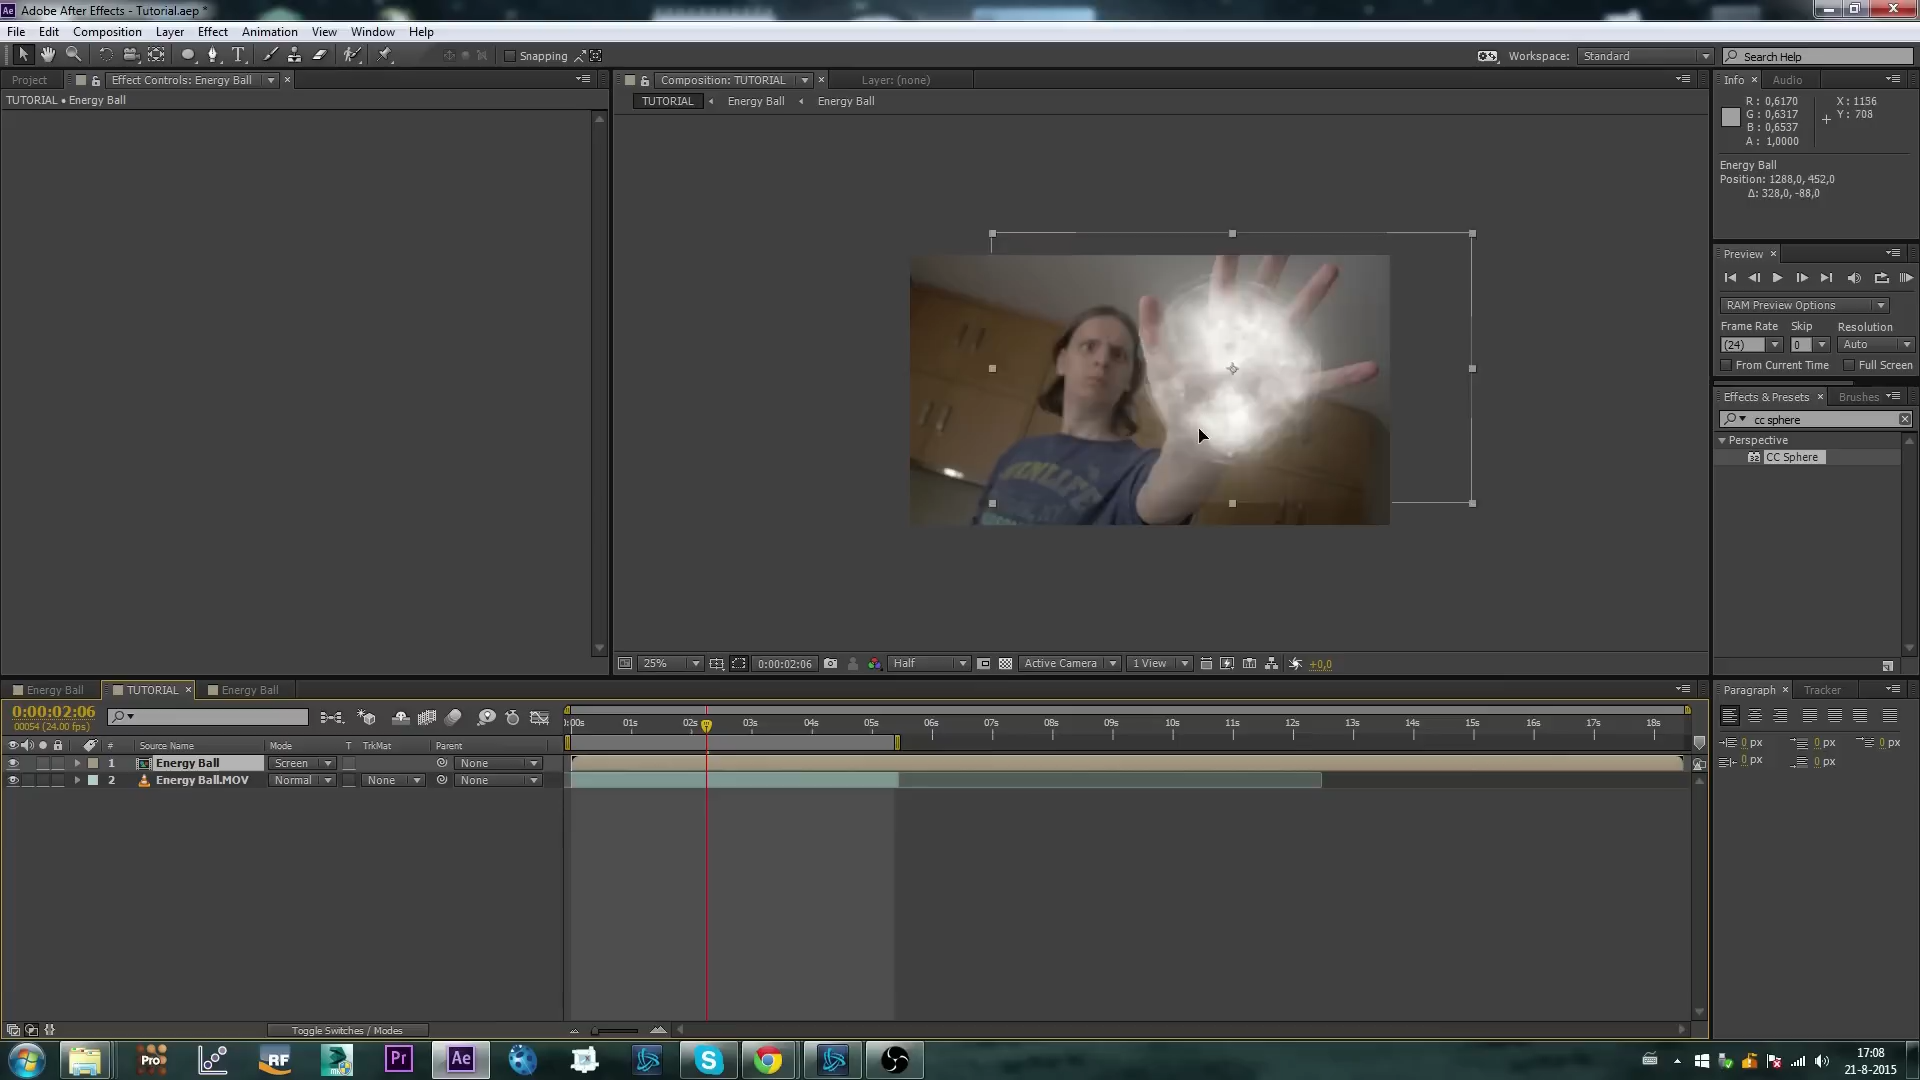 Adobe After Effects - Tutorial.aep *
File Edit Composition Layer Effect Animation View Window Help
Snapping
Workspace: Standard
Search Help
Project
Effect Controls: Energy Ball
TUTORIAL • Energy Ball
Composition: TUTORIAL
Layer: (none)
TUTORIAL Energy Ball Energy Ball
Info Audio
R : 0,6170
G : 0,6317
B : 0,6537
A : 1,0000
X : 1156
Y : 708
Energy Ball
Position: 1288,0, 452,0
Δ: 328,0, -88,0
Preview
RAM Preview Options
Frame Rate Skip Resolution
(24) 0 Auto
From Current Time Full Screen
Effects & Presets Brushes
cc sphere
Perspective
32 CC Sphere
25% 0:00:02:06 Half Active Camera 1 View +0,0
Energy Ball TUTORIAL Energy Ball
0:00:02:06
00054 (24.00 fps)
:00s 01s 02s 03s 04s 05s 06s 07s 08s 09s 10s 11s 12s 13s 14s 15s 16s 17s 18s
# Source Name Mode T TrkMat Parent
1 Energy Ball Screen None
2 Energy Ball.MOV Normal None None
Toggle Switches / Modes
Paragraph Tracker
0 px 0 px 0 px
0 px 0 px
Pro RF Pr Ae
17:08
21-8-2015